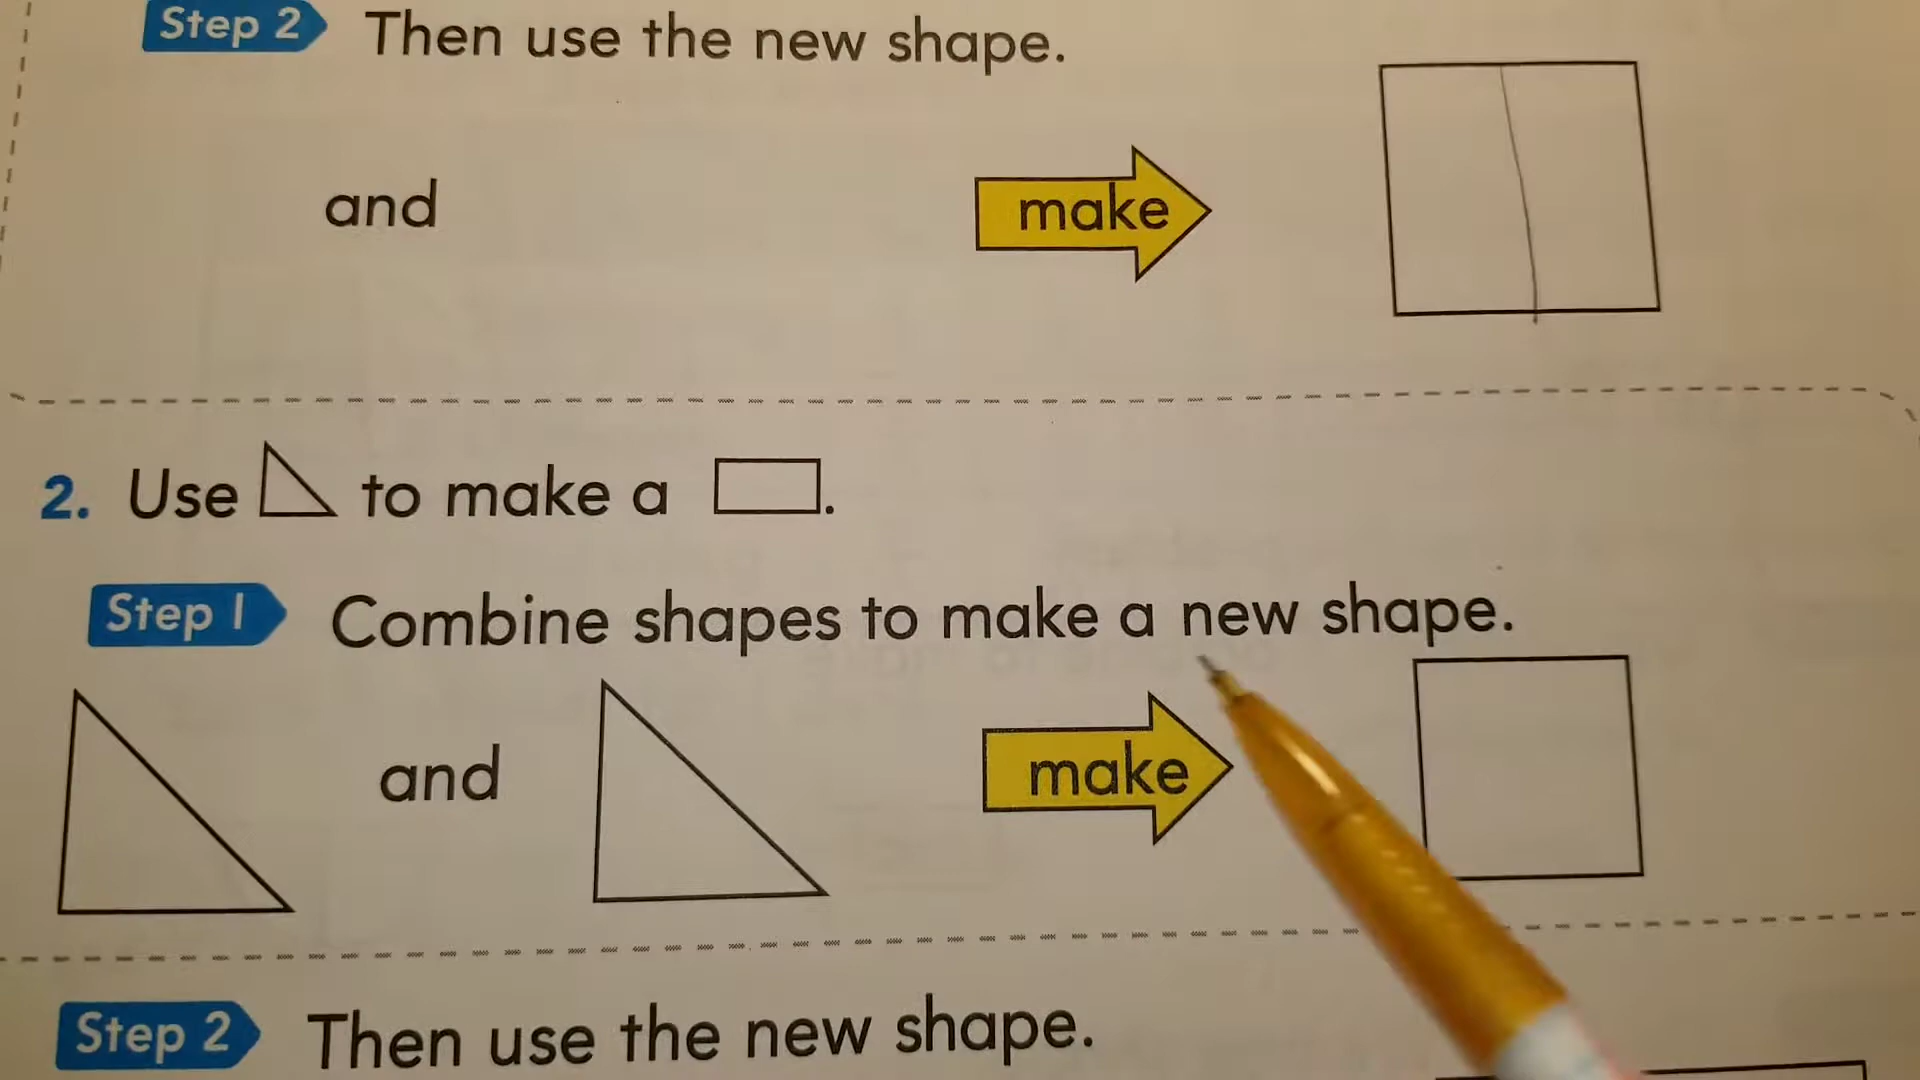 Step 2 Then use the new shape.
and make
2. Use to make a .
Step 1 Combine shapes to make a new shape.
and make
Step 2 Then use the new shape.